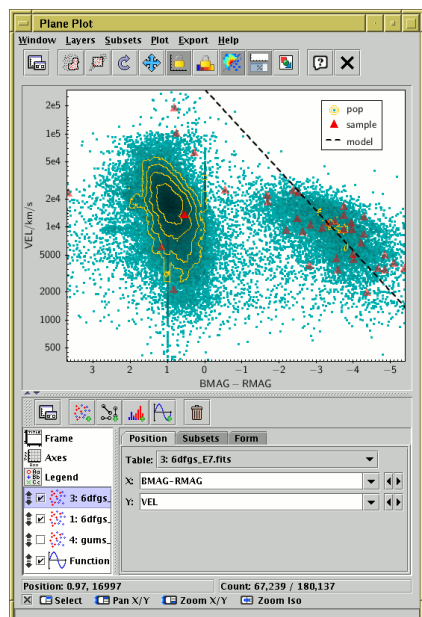 Plane Plot
Window Layers Subsets Plot Export Help
2e5
1e5
5e4
2e4
1e4
5000
2000
1000
500
VEL/km/s
pop
sample
model
3 2 1 0 -1 -2 -3 -4 -5
BMAG - RMAG
Frame
Axes
Legend
3: 6dfgs_
1: 6dfgs_
4: gums_
Function
Position Subsets Form
Table: 3: 6dfgs_E7.fits
X: BMAG-RMAG
Y: VEL
Position: 0.97, 16997 Count: 67,239 / 180,137
Select Pan X/Y Zoom X/Y Zoom Iso